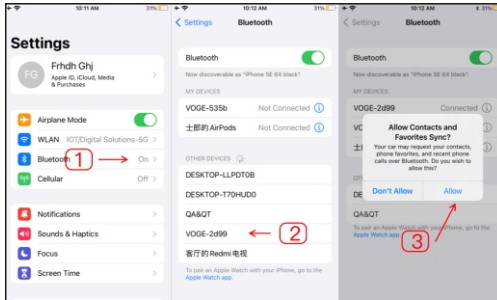 10:11 AM
31%
Settings
FG
Frhdh Ghj
Apple ID, iCloud, Media
& Purchases
Airplane Mode
WLAN IOT/Digital Solutions-5G
Bluetooth On
1
Cellular Off
Notifications
Sounds & Haptics
Focus
Screen Time
10:12 AM
31%
Settings Bluetooth
Bluetooth
Now discoverable as "iPhone SE 64 black".
MY DEVICES
VOGE-535b Not Connected
士郎的 AirPods Not Connected
OTHER DEVICES
DESKTOP-LLPDT0B
DESKTOP-T70HUD0
QA&QT
VOGE-2d99
2
客厅的 Redmi 电视
To pair an Apple Watch with your iPhone, go to the
Apple Watch app.
10:12 AM
31%
Settings Bluetooth
Bluetooth
Now discoverable as "iPhone SE 64 black".
MY DEVICES
VOGE-2d99 Connected
VO
士
Allow Contacts and
Favorites Sync?
Your car may request your contacts,
phone favorites, and recent phone
calls over Bluetooth. Do you wish to
allow this?
Don't Allow Allow
DE
QA&QT
To pair an Apple Watch with your iPhone, go to the
Apple Watch app.
3